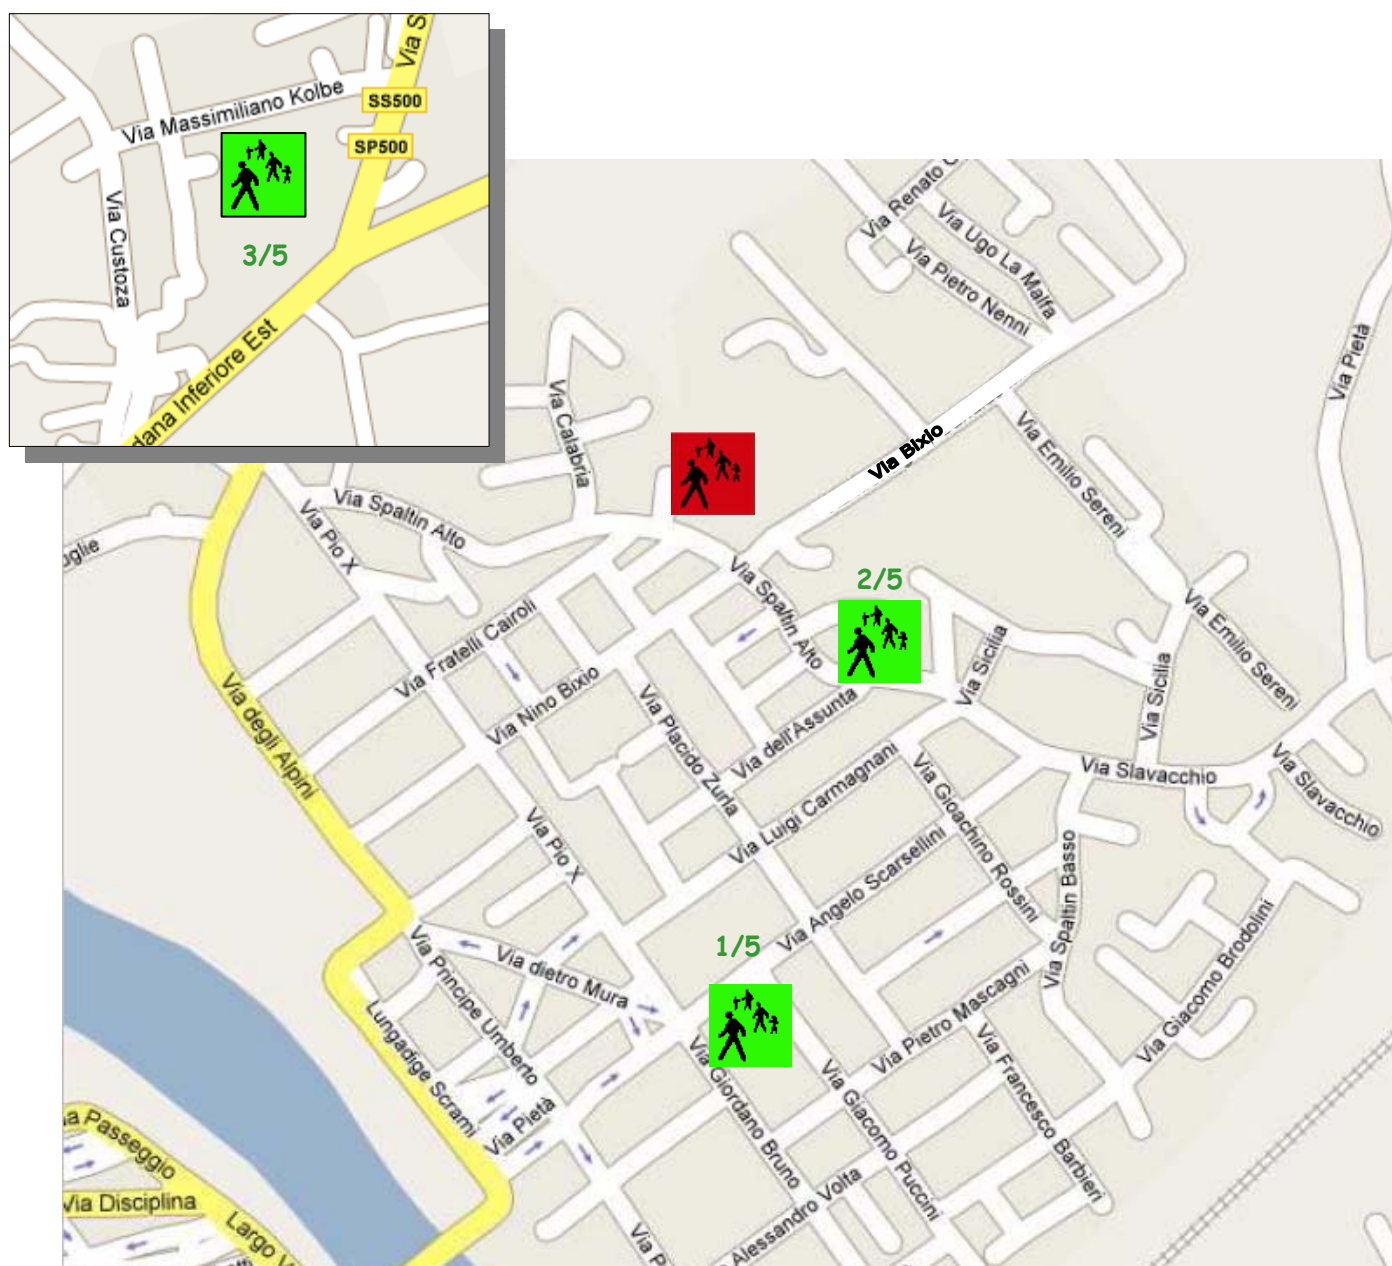 Via S
Via Massimiliano Kolbe
SS500
SP500
Via Custoza
3/5
dana Inferiore Est
Via Renato
Via Ugo La Malfa
Via Pietro Nenni
Via Pietà
Via Calabria
Via Bixio
Via Emilio Sereni
Via Spaltin Alto
Via Pio X
oglie
Via Spaltin Alto
2/5
Via Fratelli Cairoli
Via Sicilia
Via Sicilia
Via Emilio Sereni
Via degli Alpini
Via Nino Bixio
Via Placido Zurla
Via dell'Assunta
Via Slavacchio
Via Slavacchio
Via Luigi Carmagnani
Via Gioachino Rossini
Via Pio X
Via Angelo Scarsellini
Via Spaltin Basso
Via Giacomo Brodolini
1/5
Via Principe Umberto
Via dietro Mura
Via Pietro Mascagni
Lungadige Scrami
Via Giordano Bruno
Via Giacomo Puccini
Via Francesco Barbieri
Via Pietà
na Passeggio
Via Disciplina
Largo V
Via P
Alessandro Volta